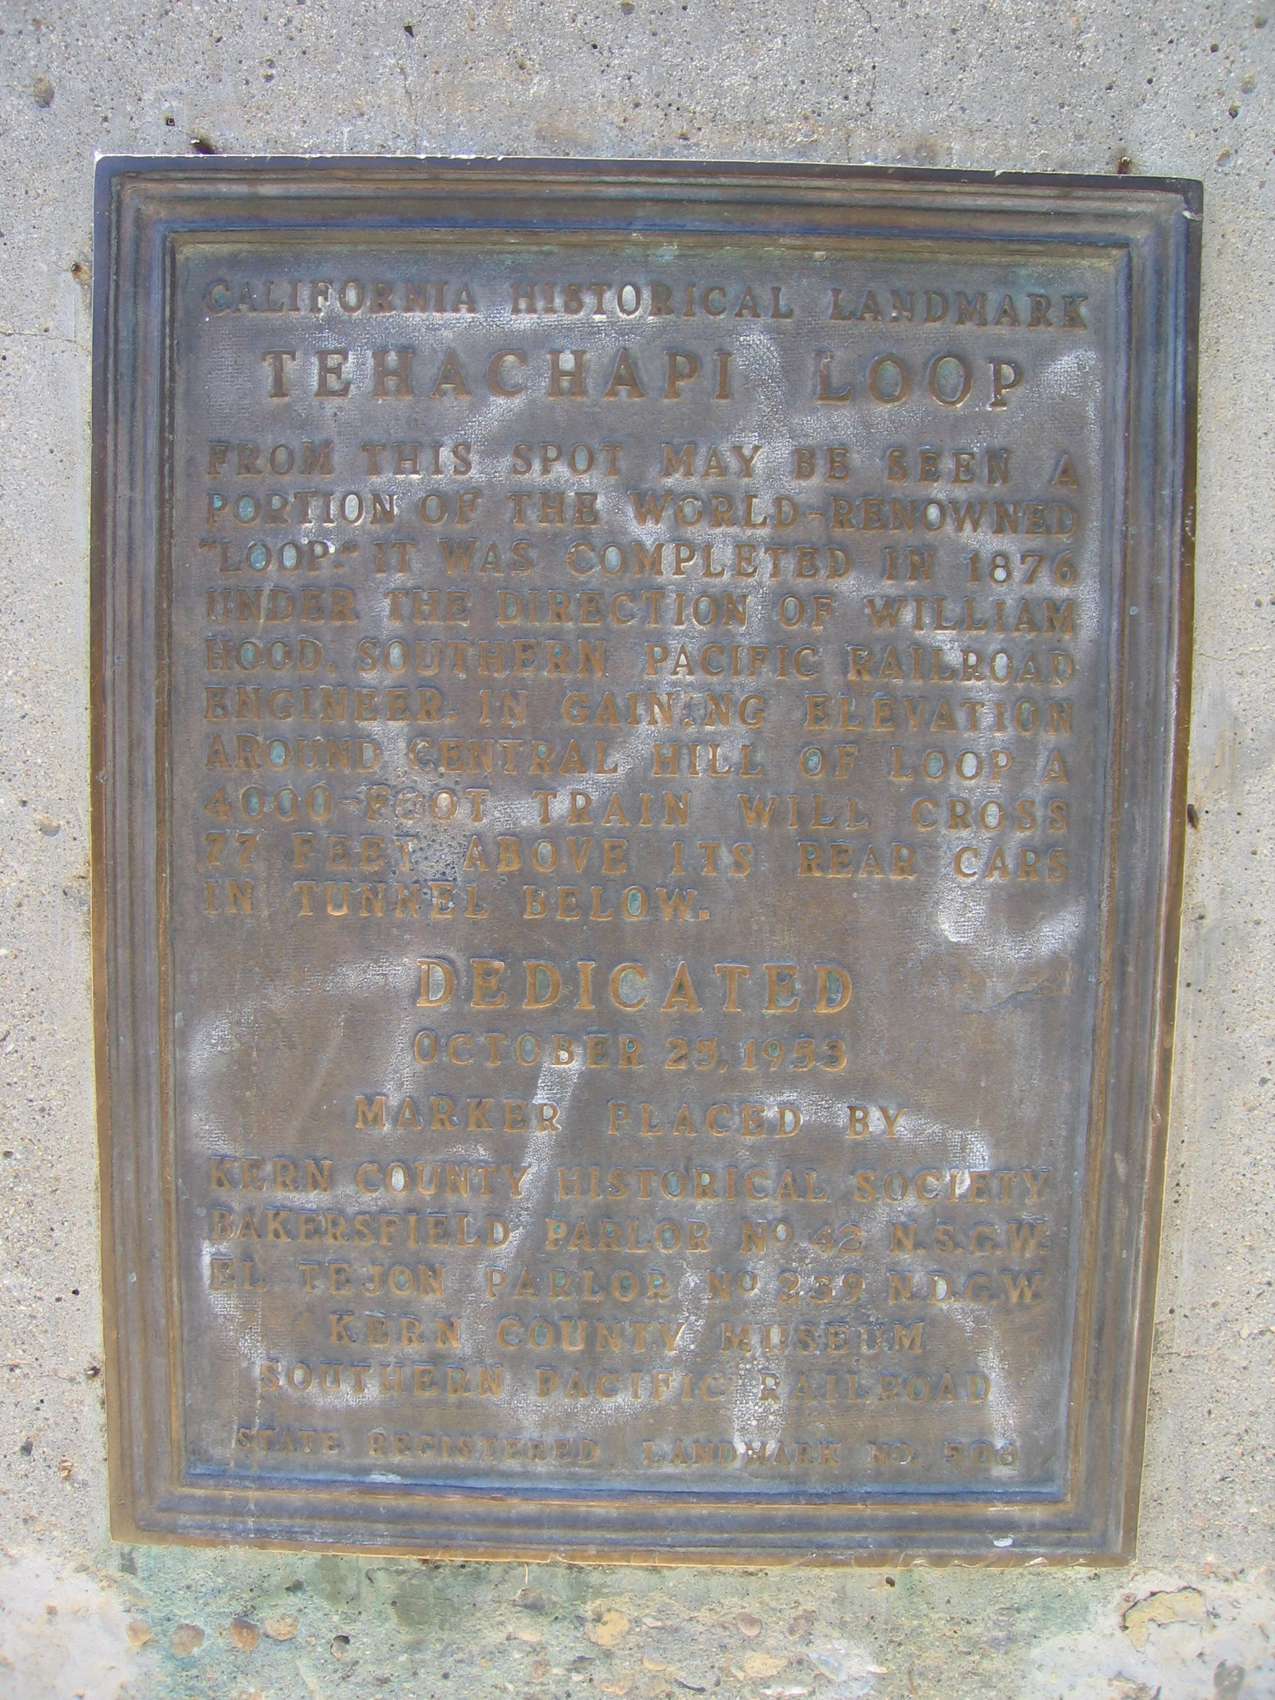 CALIFORNIA HISTORICAL LANDMARK
TEHACHAPI LOOP
FROM THIS SPOT MAY BE SEEN A
PORTION OF THE WORLD-RENOWNED
"LOOP." IT WAS COMPLETED IN 1876
UNDER THE DIRECTION OF WILLIAM
HOOD, SOUTHERN PACIFIC RAILROAD
ENGINEER. IN GAINING ELEVATION
AROUND CENTRAL HILL OF LOOP A
4000-FOOT TRAIN WILL CROSS
77 FEET ABOVE ITS REAR CARS
IN TUNNEL BELOW.
DEDICATED
OCTOBER 25, 1953
MARKER PLACED BY
KERN COUNTY HISTORICAL SOCIETY
BAKERSFIELD PARLOR NO 42 N.S.G.W.
EL TEJON PARLOR NO 239 N.D.G.W.
KERN COUNTY MUSEUM
SOUTHERN PACIFIC RAILROAD
STATE REGISTERED LANDMARK NO. 508